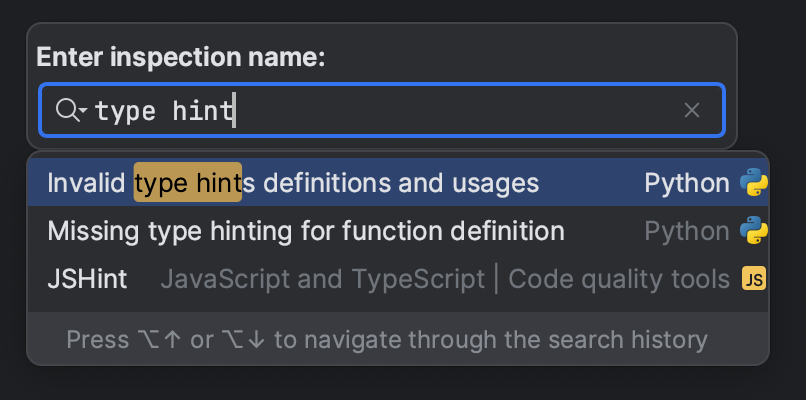 Enter inspection name:
type hint
Invalid type hints definitions and usages Python
Missing type hinting for function definition Python
JSHint JavaScript and TypeScript | Code quality tools JS
Press ⌥↑ or ⌥↓ to navigate through the search history